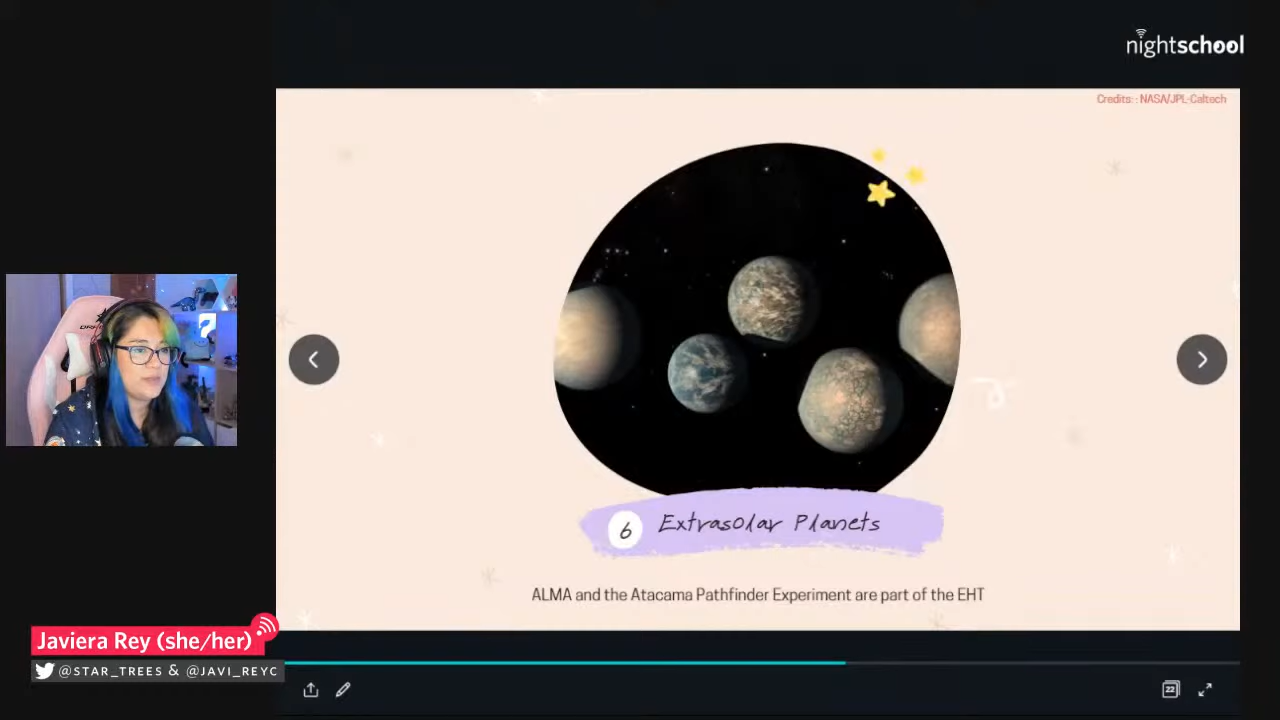 nightschool
Credits: : NASA/JPL-Caltech
6 Extrasolar Planets
ALMA and the Atacama Pathfinder Experiment are part of the EHT
Javiera Rey (she/her)
@STAR_TREES & @JAVI_REYC
22